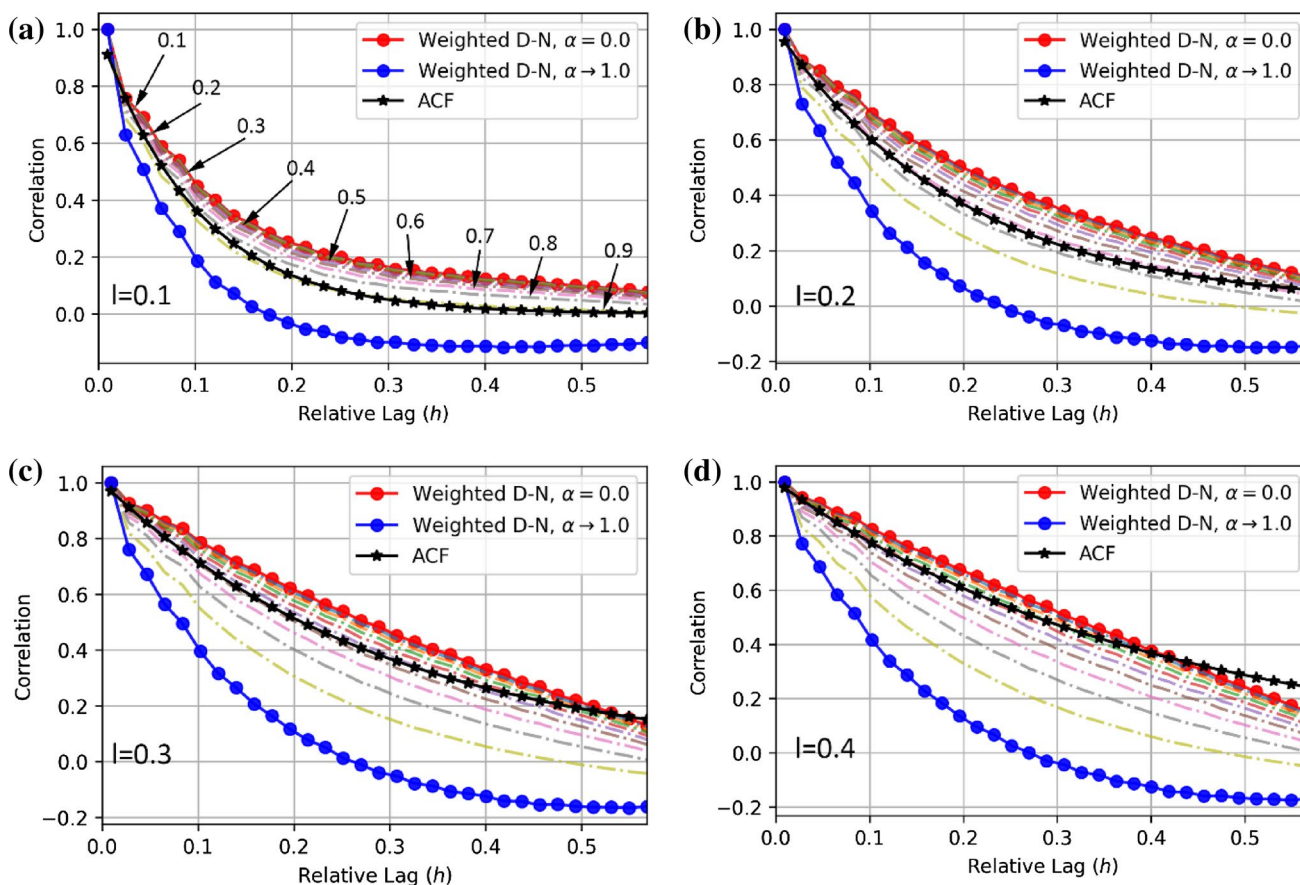 (a)
Correlation
1.0
0.8
0.6
0.4
0.2
0.0
0.1
0.2
0.3
0.4
0.5
0.6
0.7
0.8
0.9
Weighted D-N, α = 0.0
Weighted D-N, α → 1.0
ACF
l=0.1
0.0 0.1 0.2 0.3 0.4 0.5
Relative Lag (h)
(b)
Correlation
1.0
0.8
0.6
0.4
0.2
0.0
−0.2
Weighted D-N, α = 0.0
Weighted D-N, α → 1.0
ACF
l=0.2
0.0 0.1 0.2 0.3 0.4 0.5
Relative Lag (h)
(c)
Correlation
1.0
0.8
0.6
0.4
0.2
0.0
−0.2
Weighted D-N, α = 0.0
Weighted D-N, α → 1.0
ACF
l=0.3
0.0 0.1 0.2 0.3 0.4 0.5
Relative Lag (h)
(d)
Correlation
1.0
0.8
0.6
0.4
0.2
0.0
−0.2
Weighted D-N, α = 0.0
Weighted D-N, α → 1.0
ACF
l=0.4
0.0 0.1 0.2 0.3 0.4 0.5
Relative Lag (h)